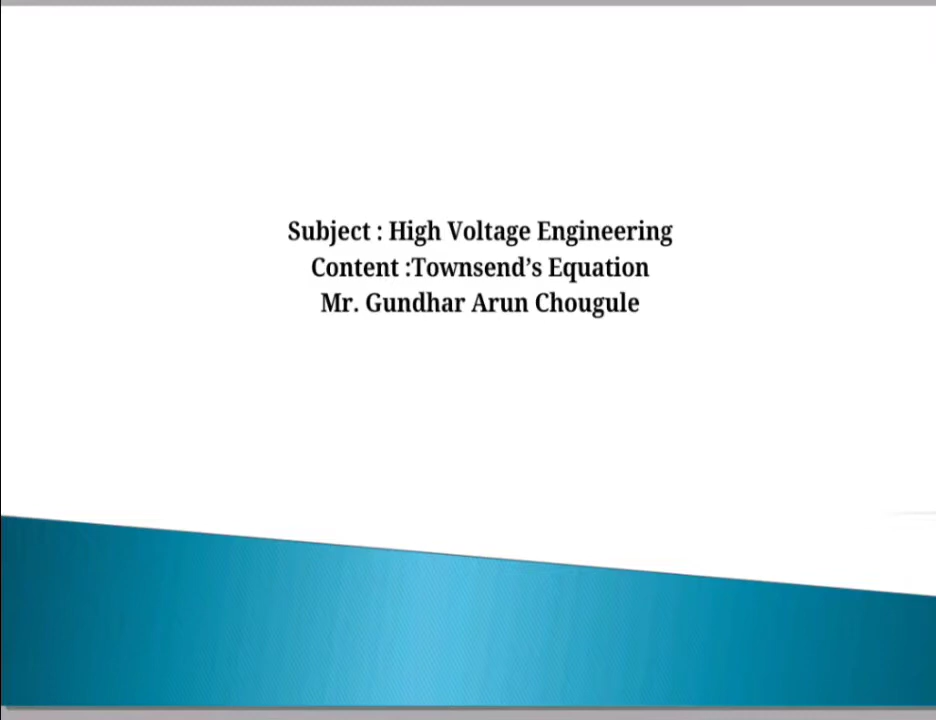 Subject : High Voltage Engineering
Content :Townsend’s Equation
Mr. Gundhar Arun Chougule